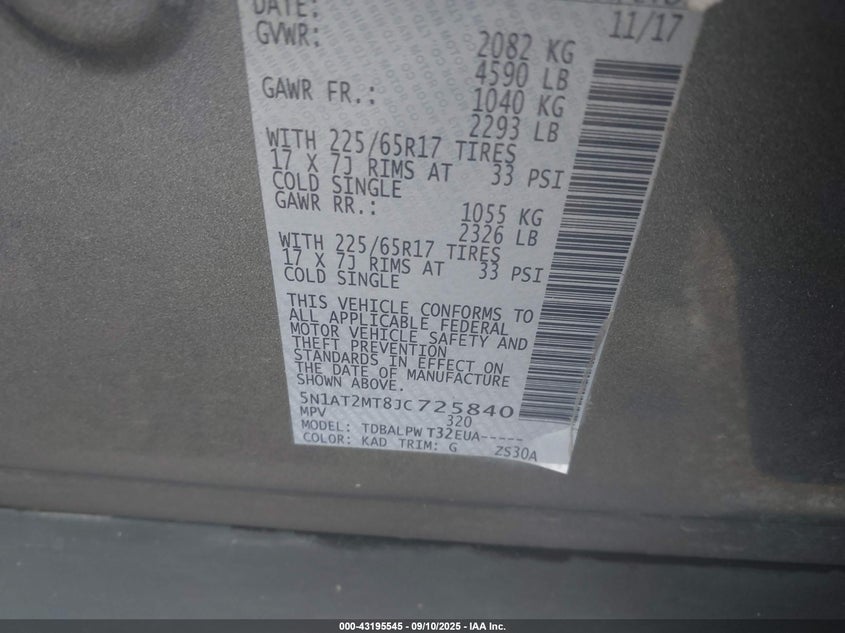 DATE:
11/17
GVWR: 2082 KG
4590 LB
GAWR FR.: 1040 KG
2293 LB
WITH 225/65R17 TIRES
17 X 7J RIMS AT 33 PSI
COLD SINGLE
GAWR RR.: 1055 KG
2326 LB
WITH 225/65R17 TIRES
17 X 7J RIMS AT 33 PSI
COLD SINGLE
THIS VEHICLE CONFORMS TO
ALL APPLICABLE FEDERAL
MOTOR VEHICLE SAFETY AND
THEFT PREVENTION
STANDARDS IN EFFECT ON
THE DATE OF MANUFACTURE
SHOWN ABOVE.
5N1AT2MT8JC725840
MPV 320
MODEL: TDBALPW T32EUA-----
COLOR: KAD TRIM: G ZS30A
000-43195545 - 09/10/2025 - IAA Inc.